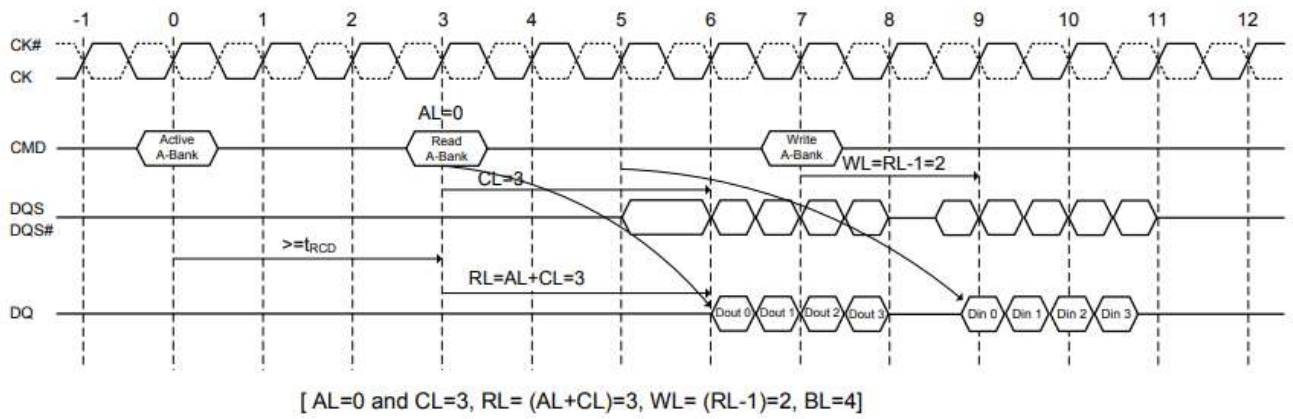 -1 0 1 2 3 4 5 6 7 8 9 10 11 12
CK#
CK
AL=0
CMD
Active
A-Bank
Read
A-Bank
Write
A-Bank
WL=RL-1=2
CL=3
DQS
DQS#
>=tRCD
RL=AL+CL=3
DQ
Dout 0 Dout 1 Dout 2 Dout 3 Din 0 Din 1 Din 2 Din 3
[ AL=0 and CL=3, RL= (AL+CL)=3, WL= (RL-1)=2, BL=4]